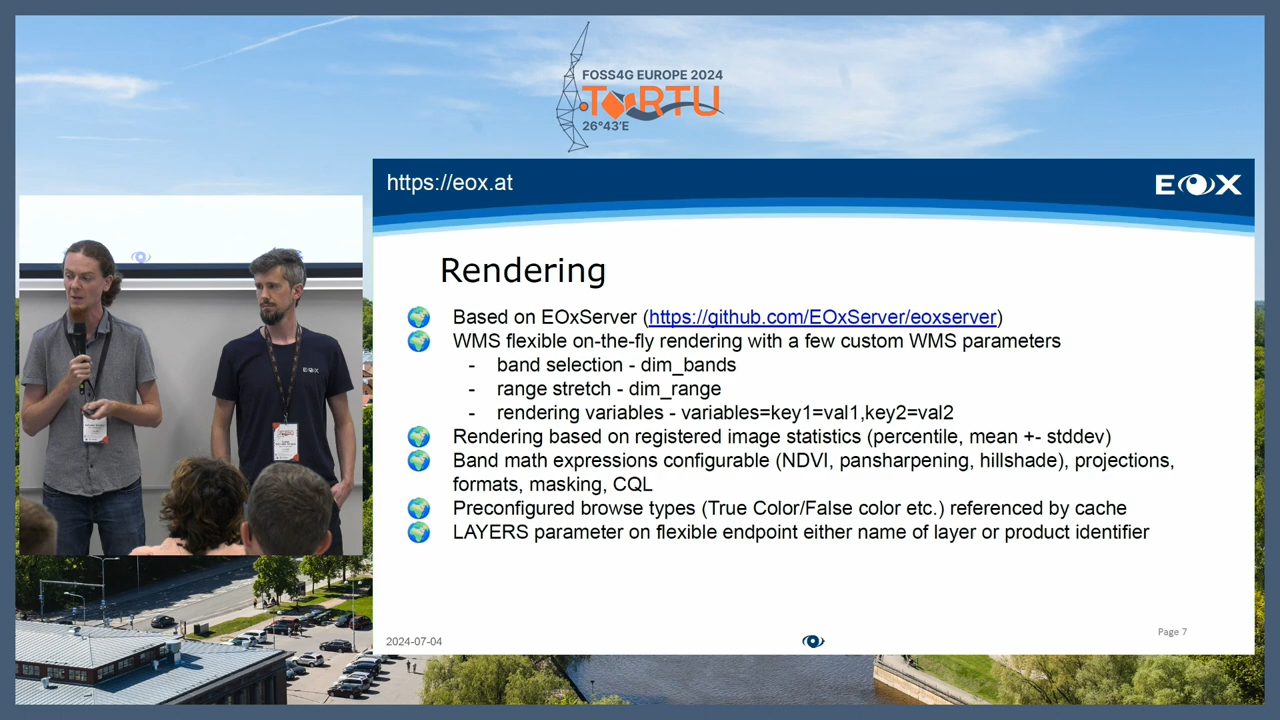 FOSS4G EUROPE 2024
TORTU
26°43'E
https://eox.at
EOX
Rendering
Based on EOxServer (https://github.com/EOxServer/eoxserver)
WMS flexible on-the-fly rendering with a few custom WMS parameters
- band selection - dim_bands
- range stretch - dim_range
- rendering variables - variables=key1=val1,key2=val2
Rendering based on registered image statistics (percentile, mean +- stddev)
Band math expressions configurable (NDVI, pansharpening, hillshade), projections,
formats, masking, CQL
Preconfigured browse types (True Color/False color etc.) referenced by cache
LAYERS parameter on flexible endpoint either name of layer or product identifier
2024-07-04
Page 7
EOX